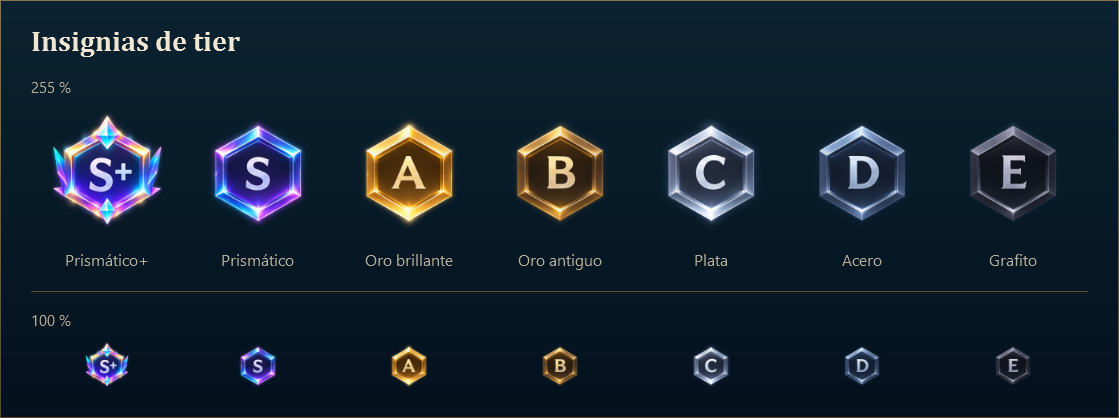 Insignias de tier
255 %
S+ S A B C D E
Prismático+ Prismático Oro brillante Oro antiguo Plata Acero Grafito
100 %
S+ S A B C D E